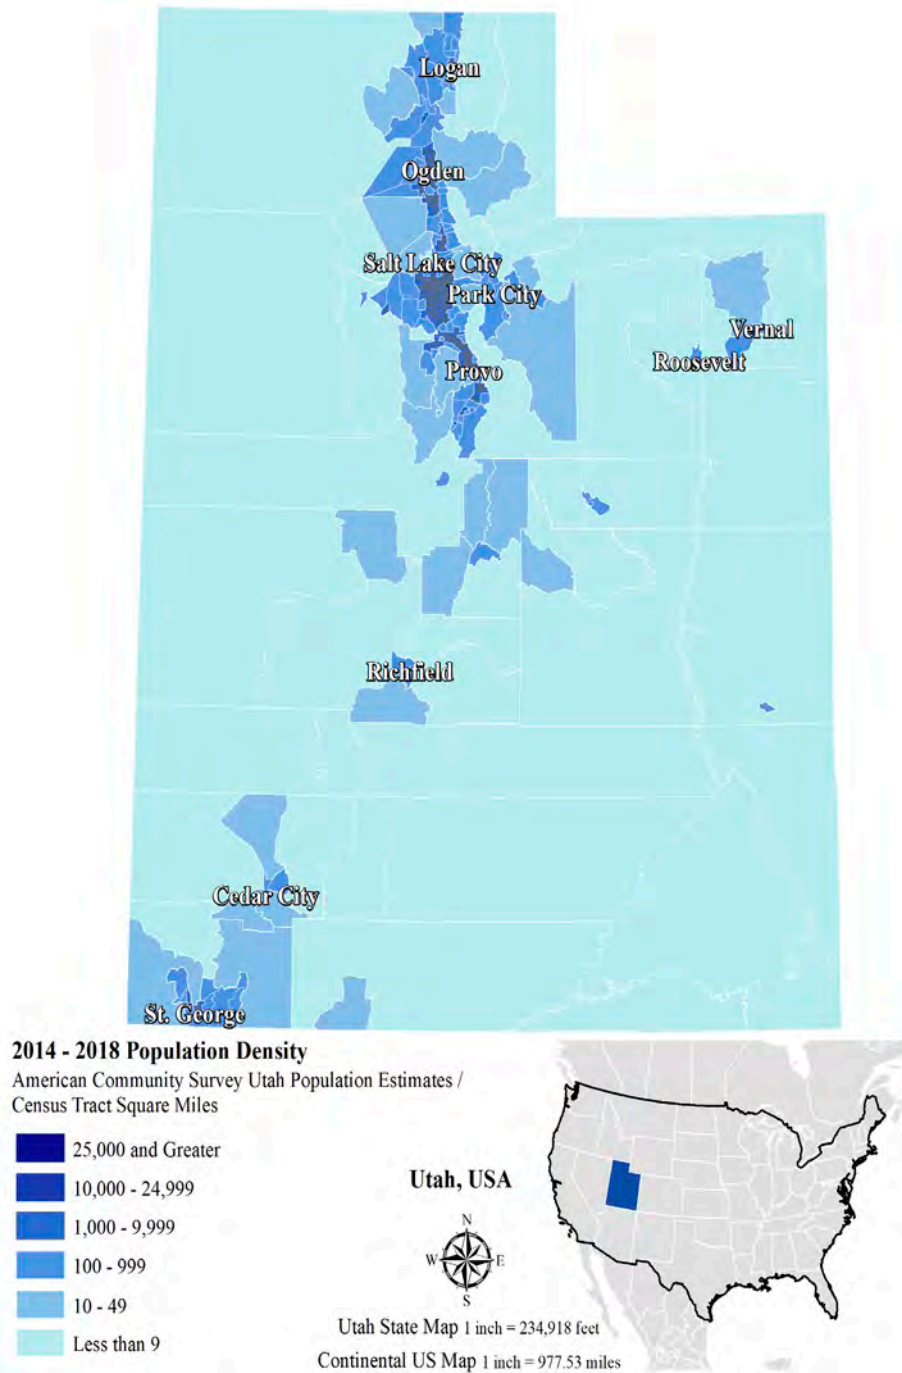 Logan
Ogden
Salt Lake City
Park City
Vernal
Roosevelt
Provo
Richfield
Cedar City
St. George
2014 - 2018 Population Density
American Community Survey Utah Population Estimates /
Census Tract Square Miles
25,000 and Greater
10,000 - 24,999
1,000 - 9,999
100 - 999
10 - 49
Less than 9
Utah, USA
N
W E
S
Utah State Map 1 inch = 234,918 feet
Continental US Map 1 inch = 977.53 miles